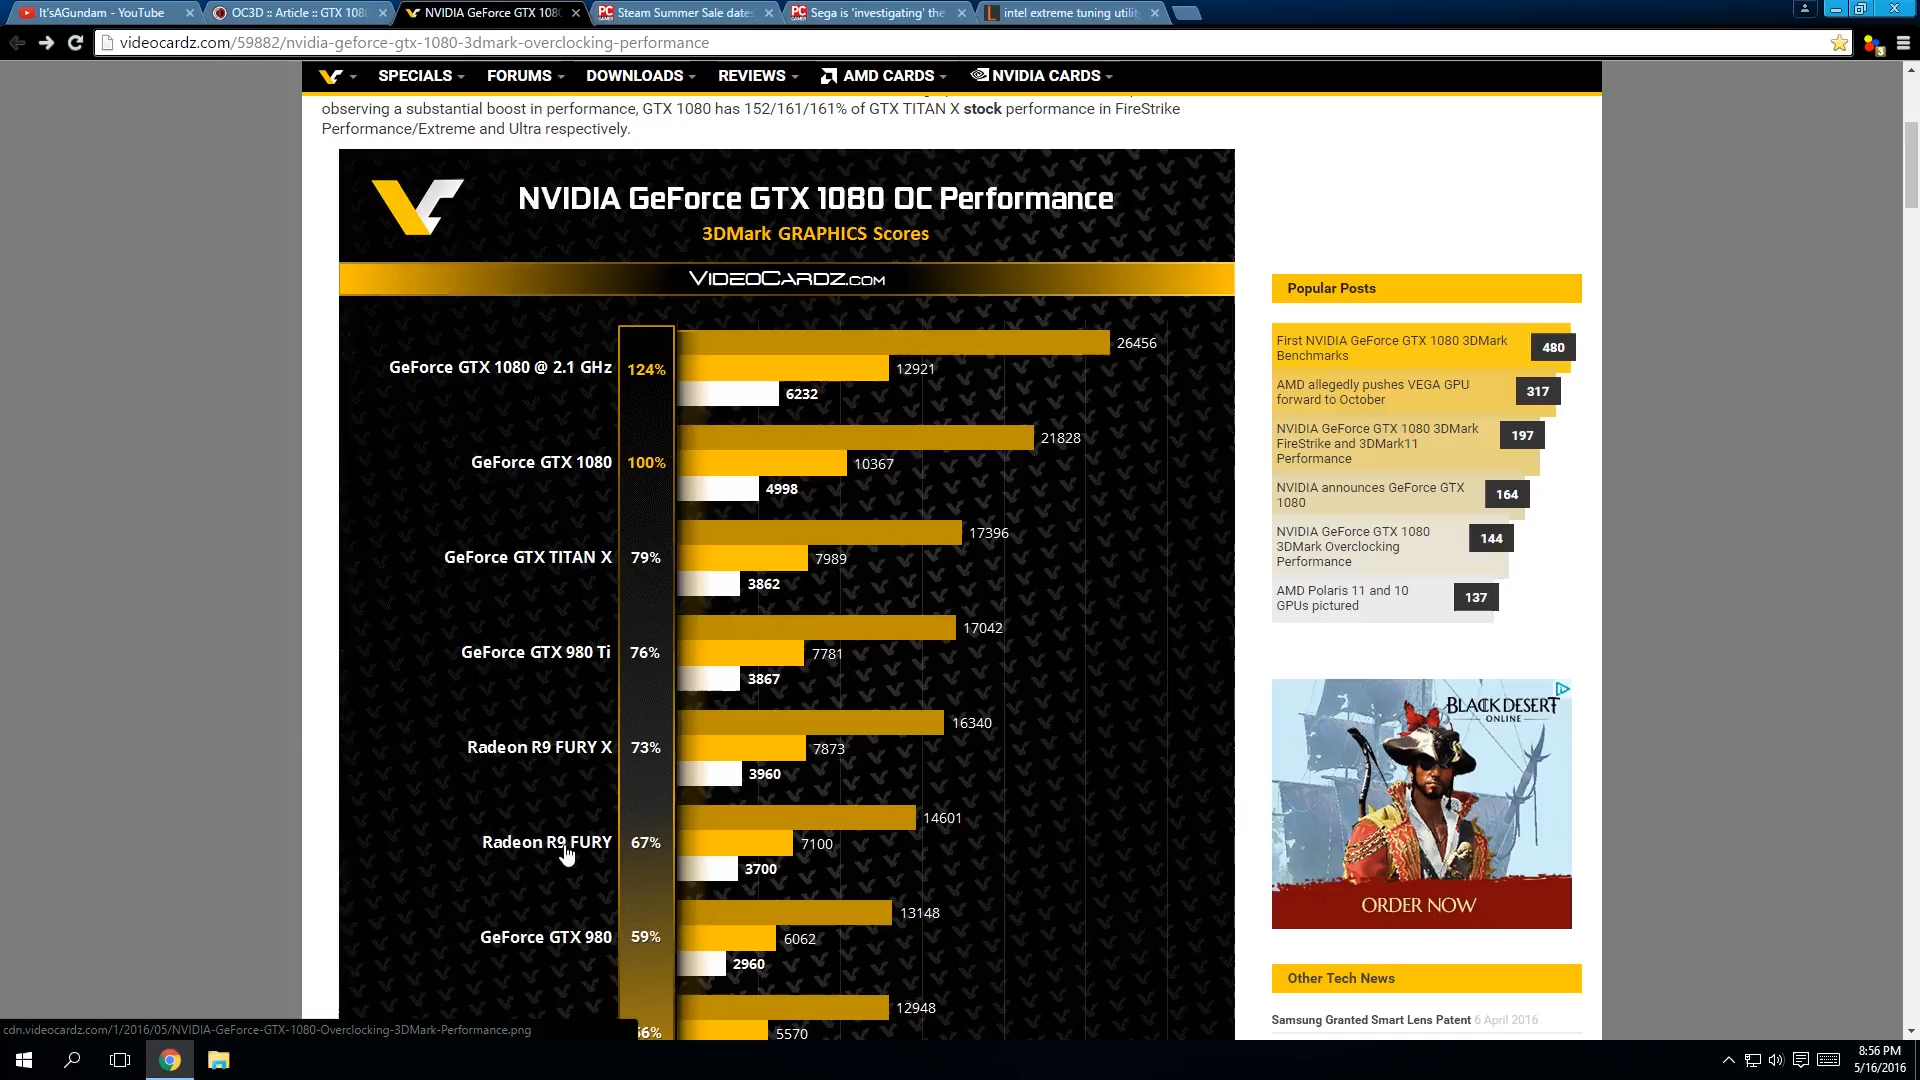 It'sAGundam - YouTube
OC3D :: Article :: GTX 108
NVIDIA GeForce GTX 108
Steam Summer Sale dates
Sega is 'investigating' the
intel extreme tuning utilit
videocardz.com/59882/nvidia-geforce-gtx-1080-3dmark-overclocking-performance
3
SPECIALS
FORUMS
DOWNLOADS
REVIEWS
AMD CARDS
NVIDIA CARDS
observing a substantial boost in performance, GTX 1080 has 152/161/161% of GTX TITAN X stock performance in FireStrike
Performance/Extreme and Ultra respectively.
NVIDIA GeForce GTX 1080 OC Performance
3DMark GRAPHICS Scores
VIDEOCARDZ.COM
GeForce GTX 1080 @ 2.1 GHz 124% 26456
12921
6232
GeForce GTX 1080 100% 21828
10367
4998
GeForce GTX TITAN X 79% 17396
7989
3862
GeForce GTX 980 Ti 76% 17042
7781
3867
Radeon R9 FURY X 73% 16340
7873
3960
Radeon R9 FURY 67% 14601
7100
3700
GeForce GTX 980 59% 13148
6062
2960
12948
56% 5570
Popular Posts
First NVIDIA GeForce GTX 1080 3DMark
Benchmarks
480
AMD allegedly pushes VEGA GPU
forward to October
317
NVIDIA GeForce GTX 1080 3DMark
FireStrike and 3DMark11
Performance
197
NVIDIA announces GeForce GTX
1080
164
NVIDIA GeForce GTX 1080
3DMark Overclocking
Performance
144
AMD Polaris 11 and 10
GPUs pictured
137
BLACK DESERT
ONLINE
ORDER NOW
Other Tech News
Samsung Granted Smart Lens Patent 6 April 2016
cdn.videocardz.com/1/2016/05/NVIDIA-GeForce-GTX-1080-Overclocking-3DMark-Performance.png
8:56 PM
5/16/2016